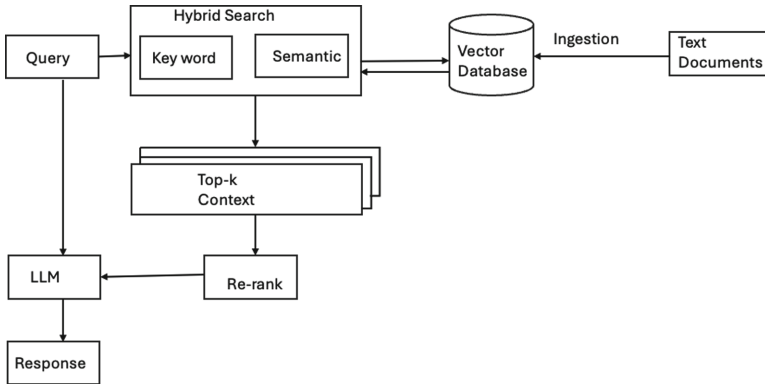 Hybrid Search
Query
Key word
Semantic
Vector
Database
Ingestion
Text
Documents
Top-k
Context
LLM
Re-rank
Response